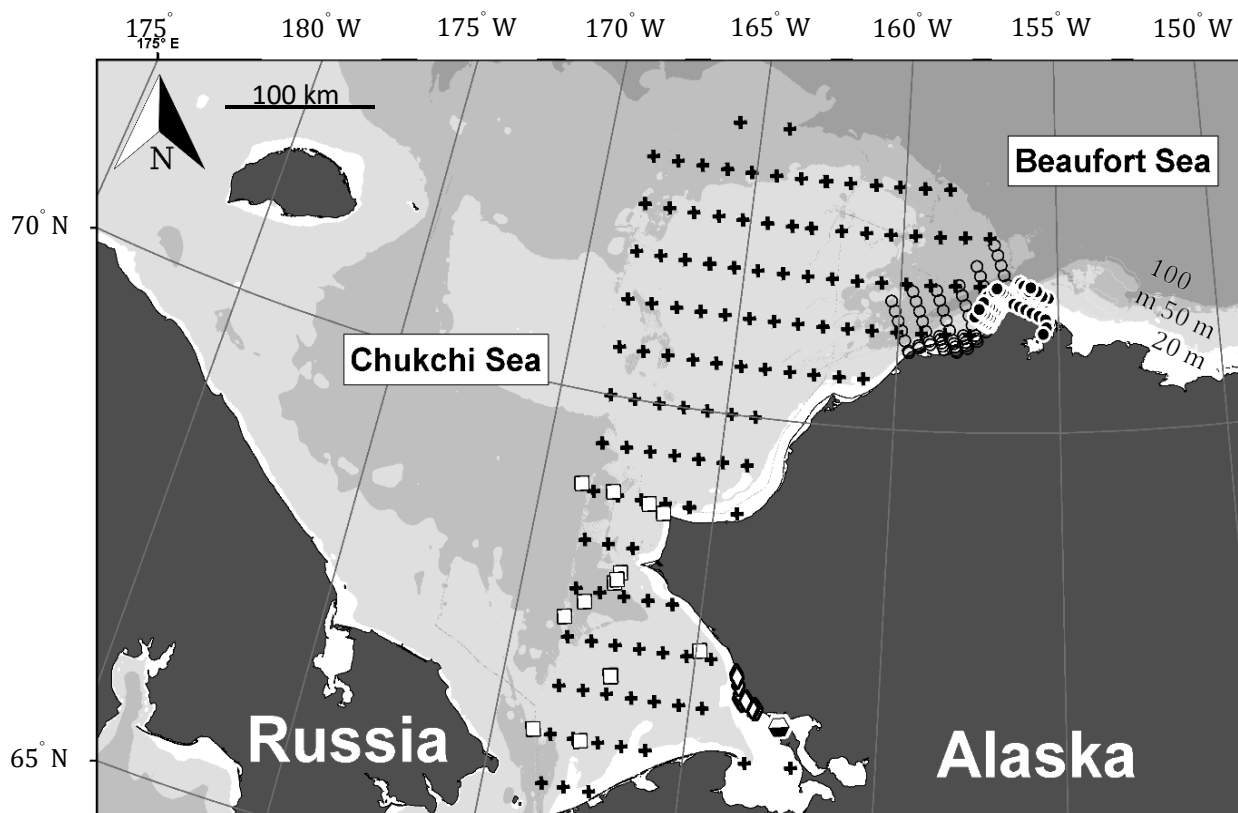 175° 180° W 175° W 170° W 165° W 160° W 155° W 150° W
175° E
100 km
N
Beaufort Sea
70° N
100
m 50 m
20 m
Chukchi Sea
Russia
Alaska
65° N